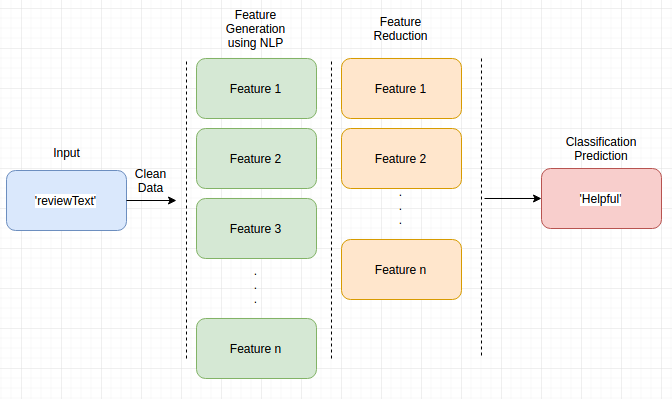 Input
'reviewText'
Clean
Data
Feature
Generation
using NLP
Feature 1
Feature 2
Feature 3
.
.
.
Feature n
Feature
Reduction
Feature 1
Feature 2
.
.
.
Feature n
Classification
Prediction
'Helpful'